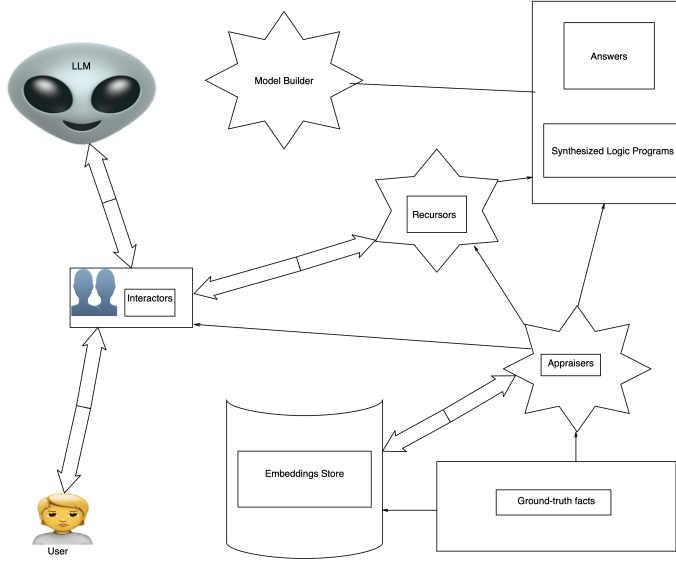 LLM
Model Builder
Answers
Synthesized Logic Programs
Recursors
Interactors
Appraisers
Embeddings Store
Ground-truth facts
User